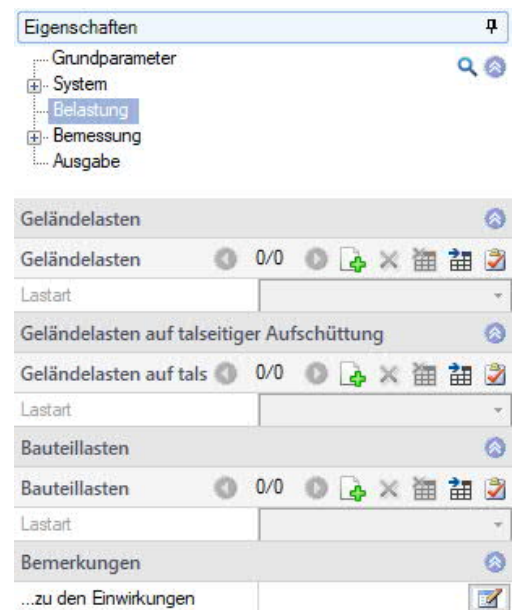 Eigenschaften
Grundparameter
System
Belastung
Bemessung
Ausgabe
Geländelasten
Geländelasten 0/0
Lastart
Geländelasten auf talseitiger Aufschüttung
Geländelasten auf tals 0/0
Lastart
Bauteillasten
Bauteillasten 0/0
Lastart
Bemerkungen
...zu den Einwirkungen